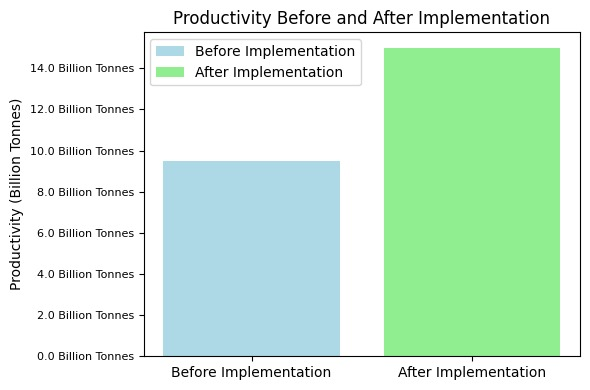 Productivity Before and After Implementation
Before Implementation
After Implementation
Productivity (Billion Tonnes)
14.0 Billion Tonnes
12.0 Billion Tonnes
10.0 Billion Tonnes
8.0 Billion Tonnes
6.0 Billion Tonnes
4.0 Billion Tonnes
2.0 Billion Tonnes
0.0 Billion Tonnes
Before Implementation
After Implementation